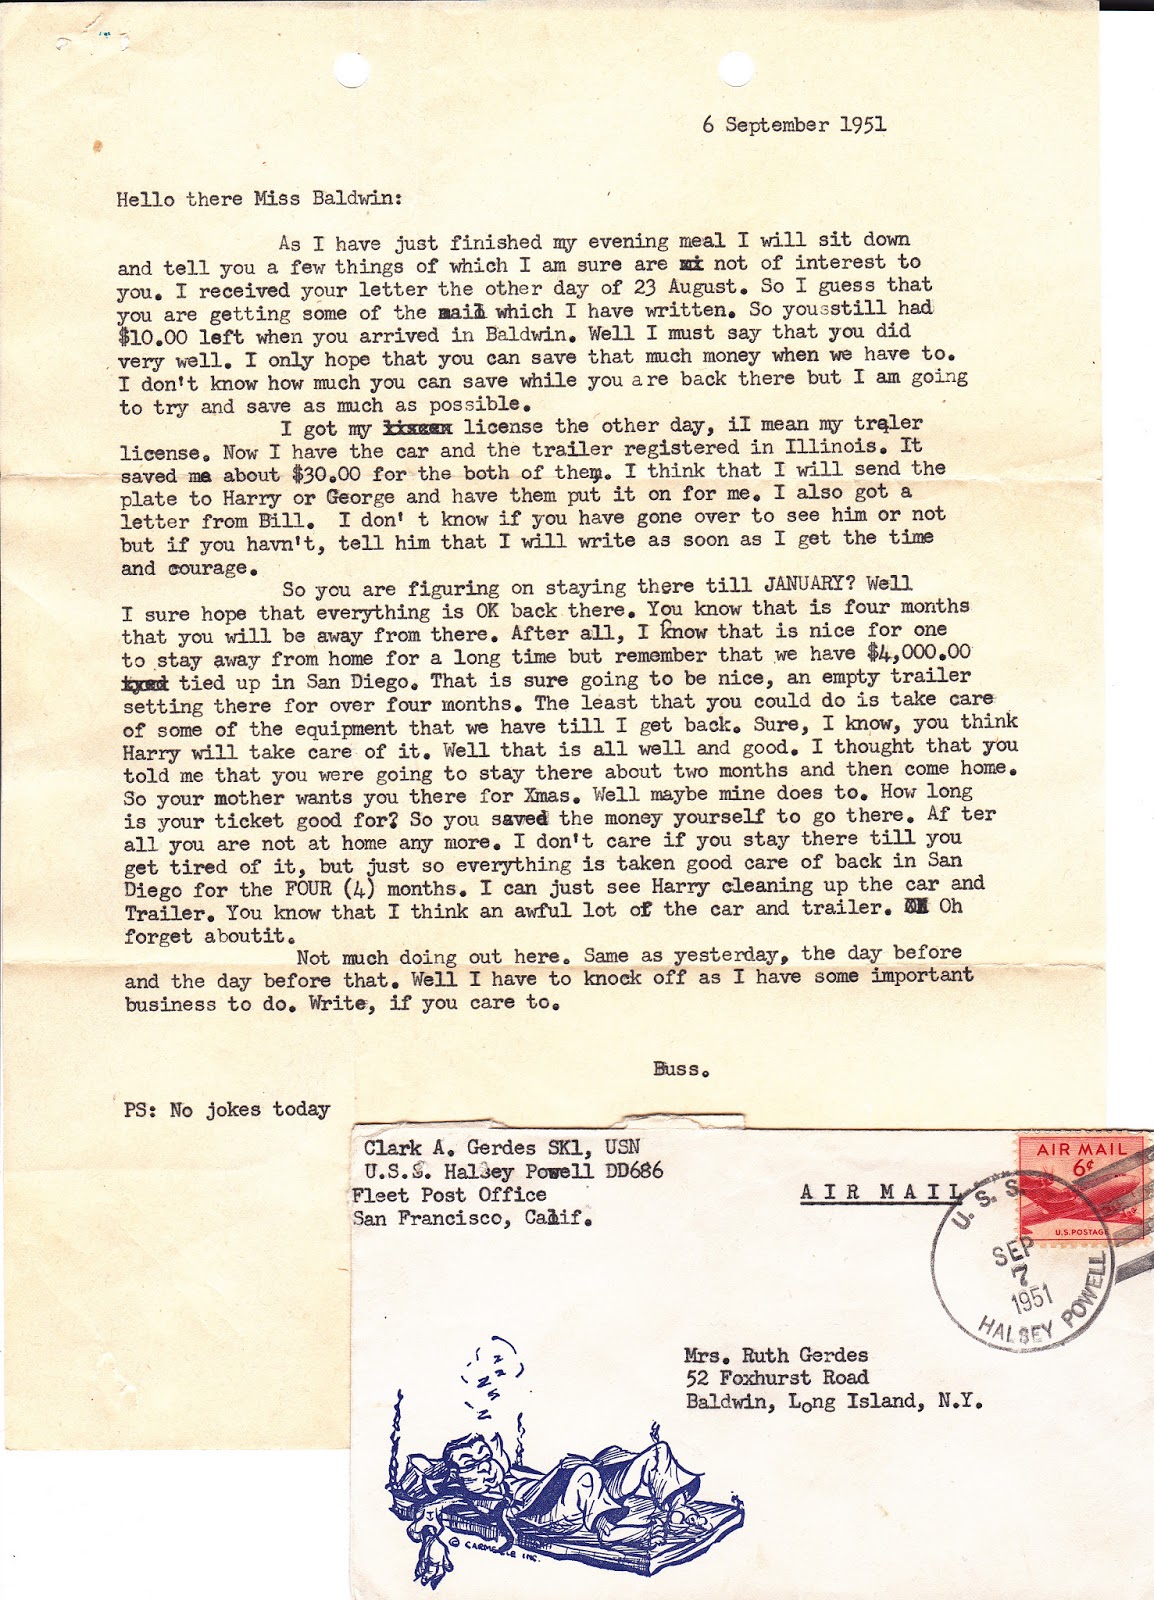 6 September 1951
Hello there Miss Baldwin:
As I have just finished my evening meal I will sit down
and tell you a few things of which I am sure are not of interest to
you. I received your letter the other day of 23 August. So I guess that
you are getting some of the mail which I have written. So yousstill had
$10.00 left when you arrived in Baldwin. Well I must say that you did
very well. I only hope that you can save that much money when we have to.
I don't know how much you can save while you are back there but I am going
to try and save as much as possible.
I got my license the other day, iI mean my traler
license. Now I have the car and the trailer registered in Illinois. It
saved me about $30.00 for the both of them. I think that I will send the
plate to Harry or George and have them put it on for me. I also got a
letter from Bill. I don' t know if you have gone over to see him or not
but if you havn't, tell him that I will write as soon as I get the time
and courage.
So you are figuring on staying there till JANUARY? Well
I sure hope that everything is OK back there. You know that is four months
that you will be away from there. After all, I know that is nice for one
to stay away from home for a long time but remember that we have $4,000.00
tied up in San Diego. That is sure going to be nice, an empty trailer
setting there for over four months. The least that you could do is take care
of some of the equipment that we have till I get back. Sure, I know, you think
Harry will take care of it. Well that is all well and good. I thought that you
told me that you were going to stay there about two months and then come home.
So your mother wants you there for Xmas. Well maybe mine does to. How long
is your ticket good for? So you saved the money yourself to go there. Af ter
all you are not at home any more. I don't care if you stay there till you
get tired of it, but just so everything is taken good care of back in San
Diego for the FOUR (4) months. I can just see Harry cleaning up the car and
Trailer. You know that I think an awful lot of the car and trailer. Oh
forget aboutit.
Not much doing out here. Same as yesterday, the day before
and the day before that. Well I have to knock off as I have some important
business to do. Write, if you care to.
Buss.
PS: No jokes today
Clark A. Gerdes SK1, USN
U.S.S. Halsey Powell DD686
Fleet Post Office
San Francisco, Calif.
AIR MAIL
AIR MAIL
6¢
U.S. POSTAGE
U. S. S.
SEP
7
1951
HALSEY POWELL
Mrs. Ruth Gerdes
52 Foxhurst Road
Baldwin, Long Island, N.Y.